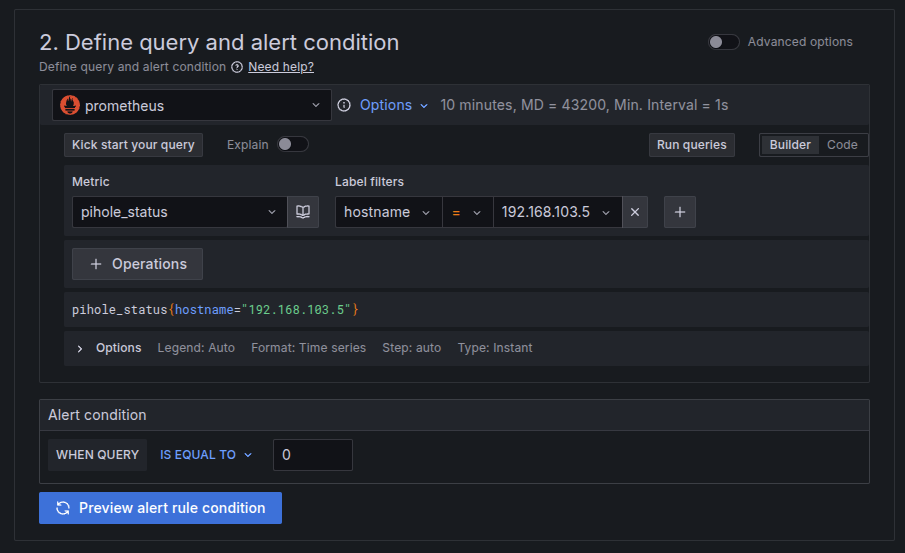 2. Define query and alert condition
Advanced options
Define query and alert condition Need help?
prometheus
Options 10 minutes, MD = 43200, Min. Interval = 1s
Kick start your query Explain Run queries Builder Code
Metric Label filters
pihole_status hostname = 192.168.103.5
+ Operations
pihole_status{hostname="192.168.103.5"}
Options Legend: Auto Format: Time series Step: auto Type: Instant
Alert condition
WHEN QUERY IS EQUAL TO 0
Preview alert rule condition